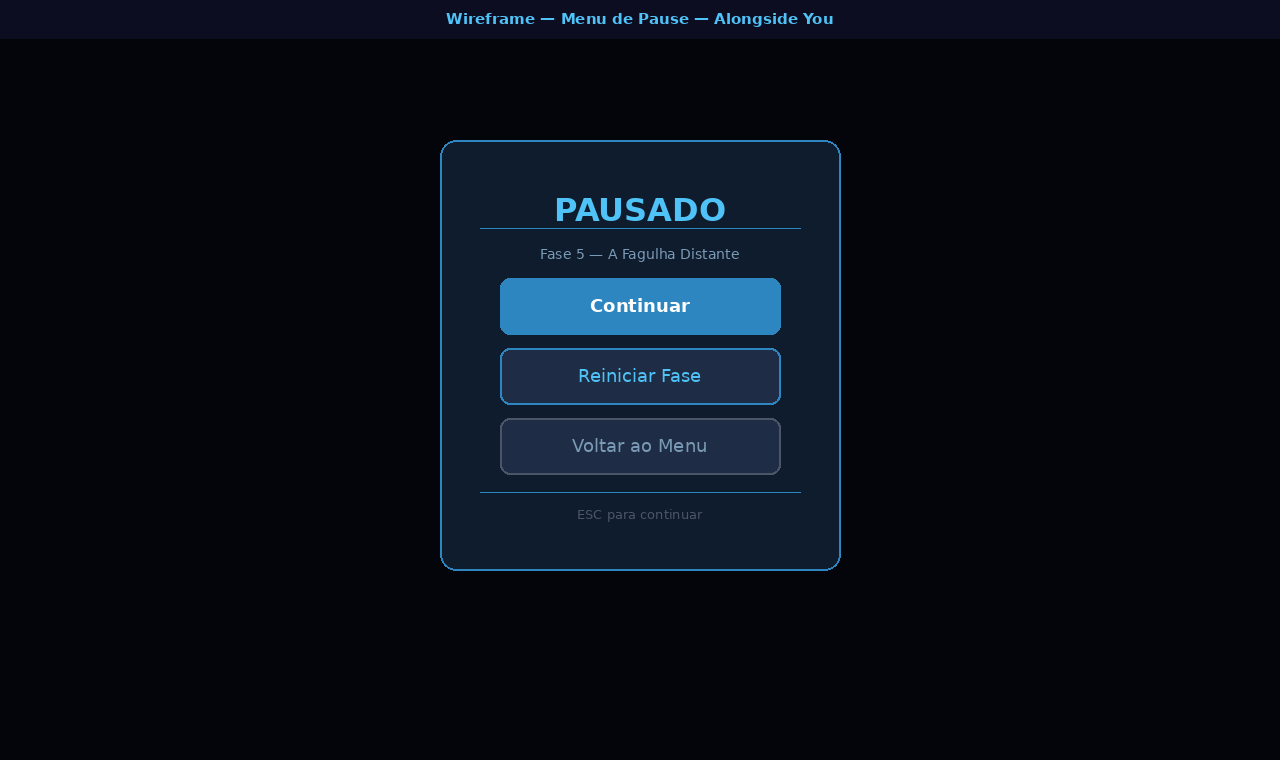 Wireframe — Menu de Pause — Alongside You
PAUSADO
Fase 5 — A Fagulha Distante
Continuar
Reiniciar Fase
Voltar ao Menu
ESC para continuar